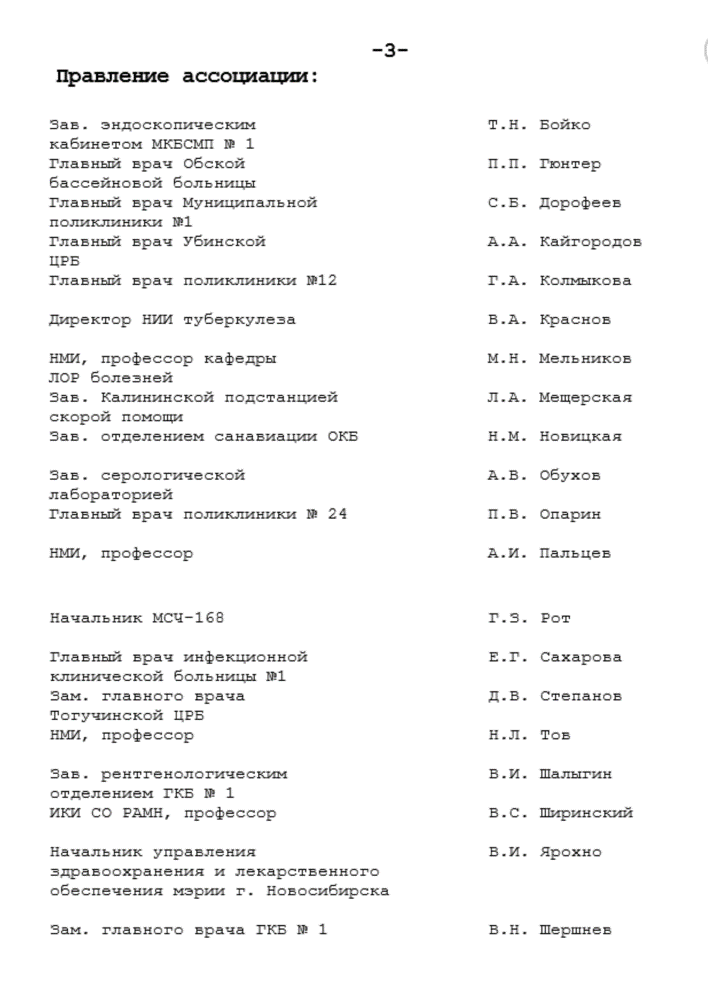 -3-
Правление ассоциации:
Зав. эндоскопическим Т.Н. Бойко
кабинетом МКБСМП № 1
Главный врач Обской П.П. Гюнтер
бассейновой больницы
Главный врач Муниципальной С.Б. Дорофеев
поликлиники №1
Главный врач Убинской А.А. Кайгородов
ЦРБ
Главный врач поликлиники №12 Г.А. Колмыкова
Директор НИИ туберкулеза В.А. Краснов
НМИ, профессор кафедры М.Н. Мельников
ЛОР болезней
Зав. Калининской подстанцией Л.А. Мещерская
скорой помощи
Зав. отделением санавиации ОКБ Н.М. Новицкая
Зав. серологической А.В. Обухов
лабораторией
Главный врач поликлиники № 24 П.В. Опарин
НМИ, профессор А.И. Пальцев
Начальник МСЧ-168 Г.З. Рот
Главный врач инфекционной Е.Г. Сахарова
клинической больницы №1
Зам. главного врача Д.В. Степанов
Тогучинской ЦРБ
НМИ, профессор Н.Л. Тов
Зав. рентгенологическим В.И. Шалыгин
отделением ГКБ № 1
ИКИ СО РАМН, профессор В.С. Ширинский
Начальник управления В.И. Ярохно
здравоохранения и лекарственного
обеспечения мэрии г. Новосибирска
Зам. главного врача ГКБ № 1 В.Н. Шершнев